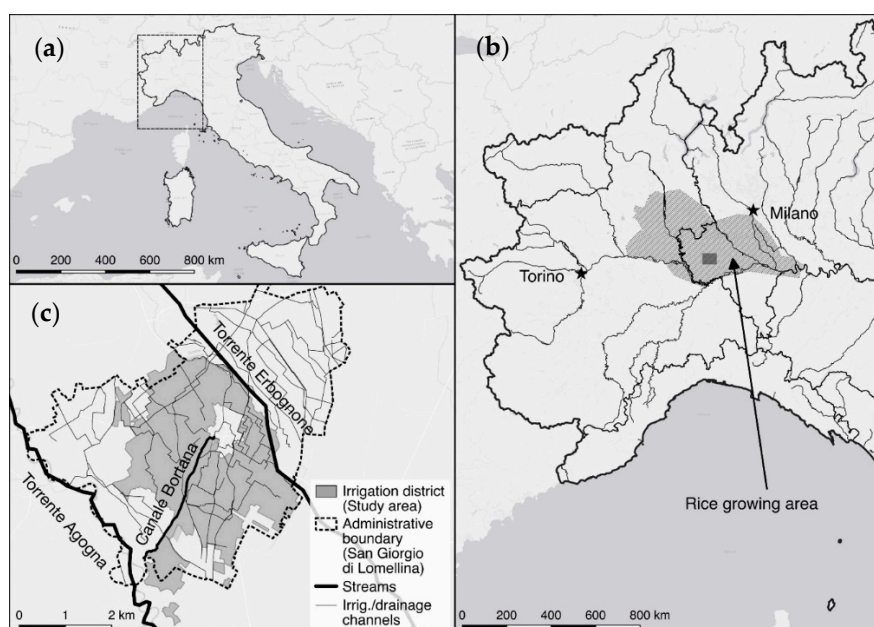 (a)
0 200 400 600 800 km
(b)
Milano
Torino
Rice growing area
0 200 400 600 800 km
(c)
Torrente Erbognone
Canale Bortana
Torrente Agogna
Irrigation district
(Study area)
Administrative
boundary
(San Giorgio
di Lomellina)
Streams
Irrig./drainage
channels
0 1 2 km